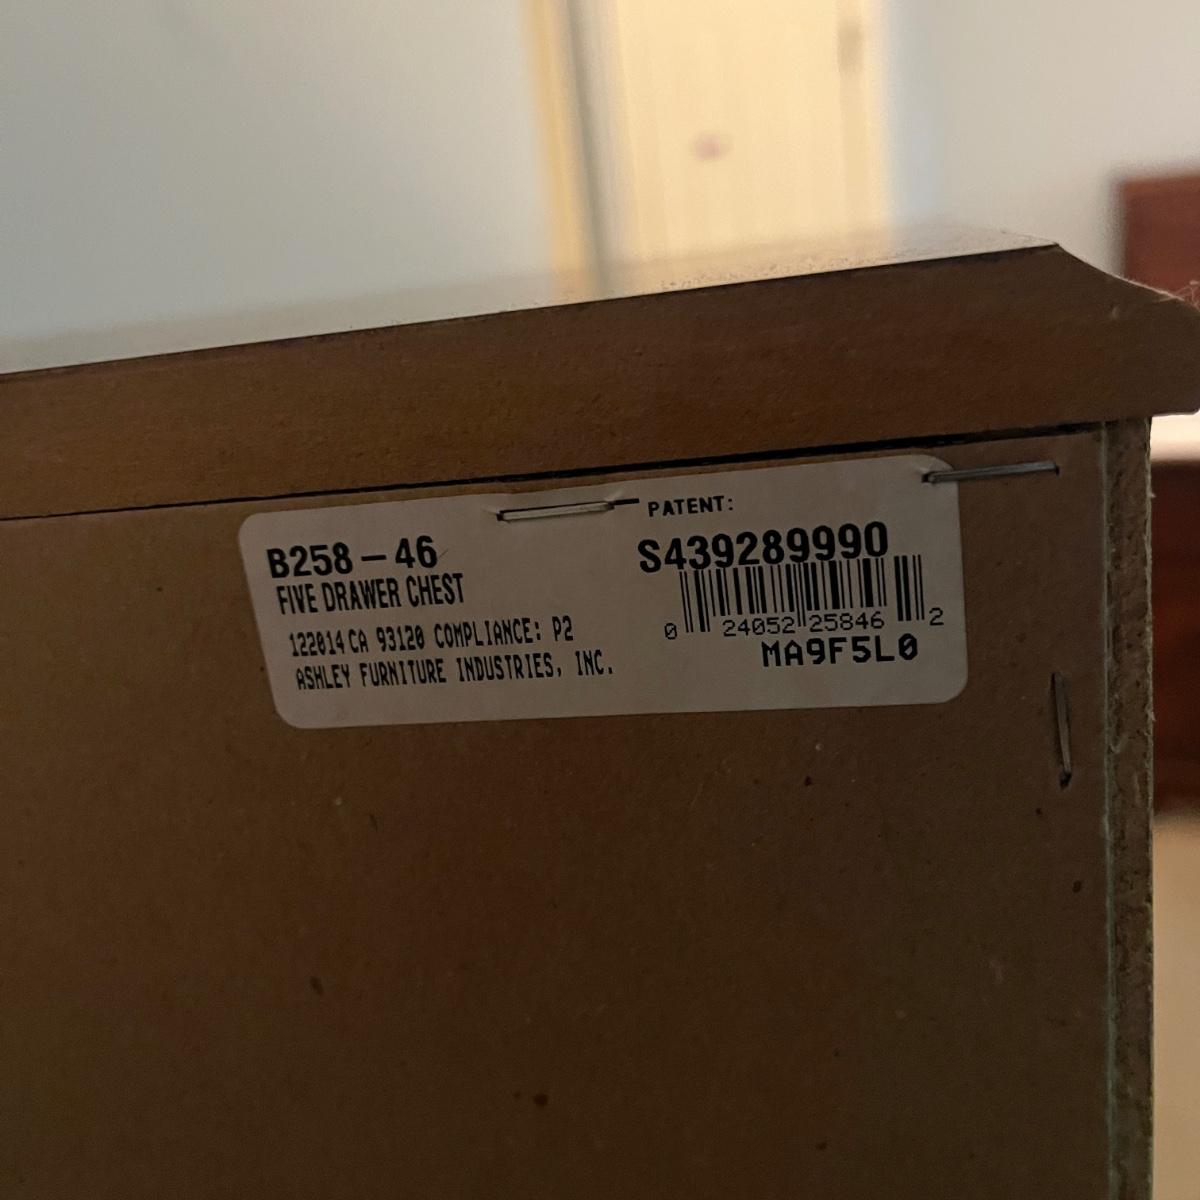 B258-46
FIVE DRAWER CHEST
122014 CA 93120 COMPLIANCE: P2
ASHLEY FURNITURE INDUSTRIES, INC.
PATENT:
S439289990
0 24052 25846 2
MA9F5L0